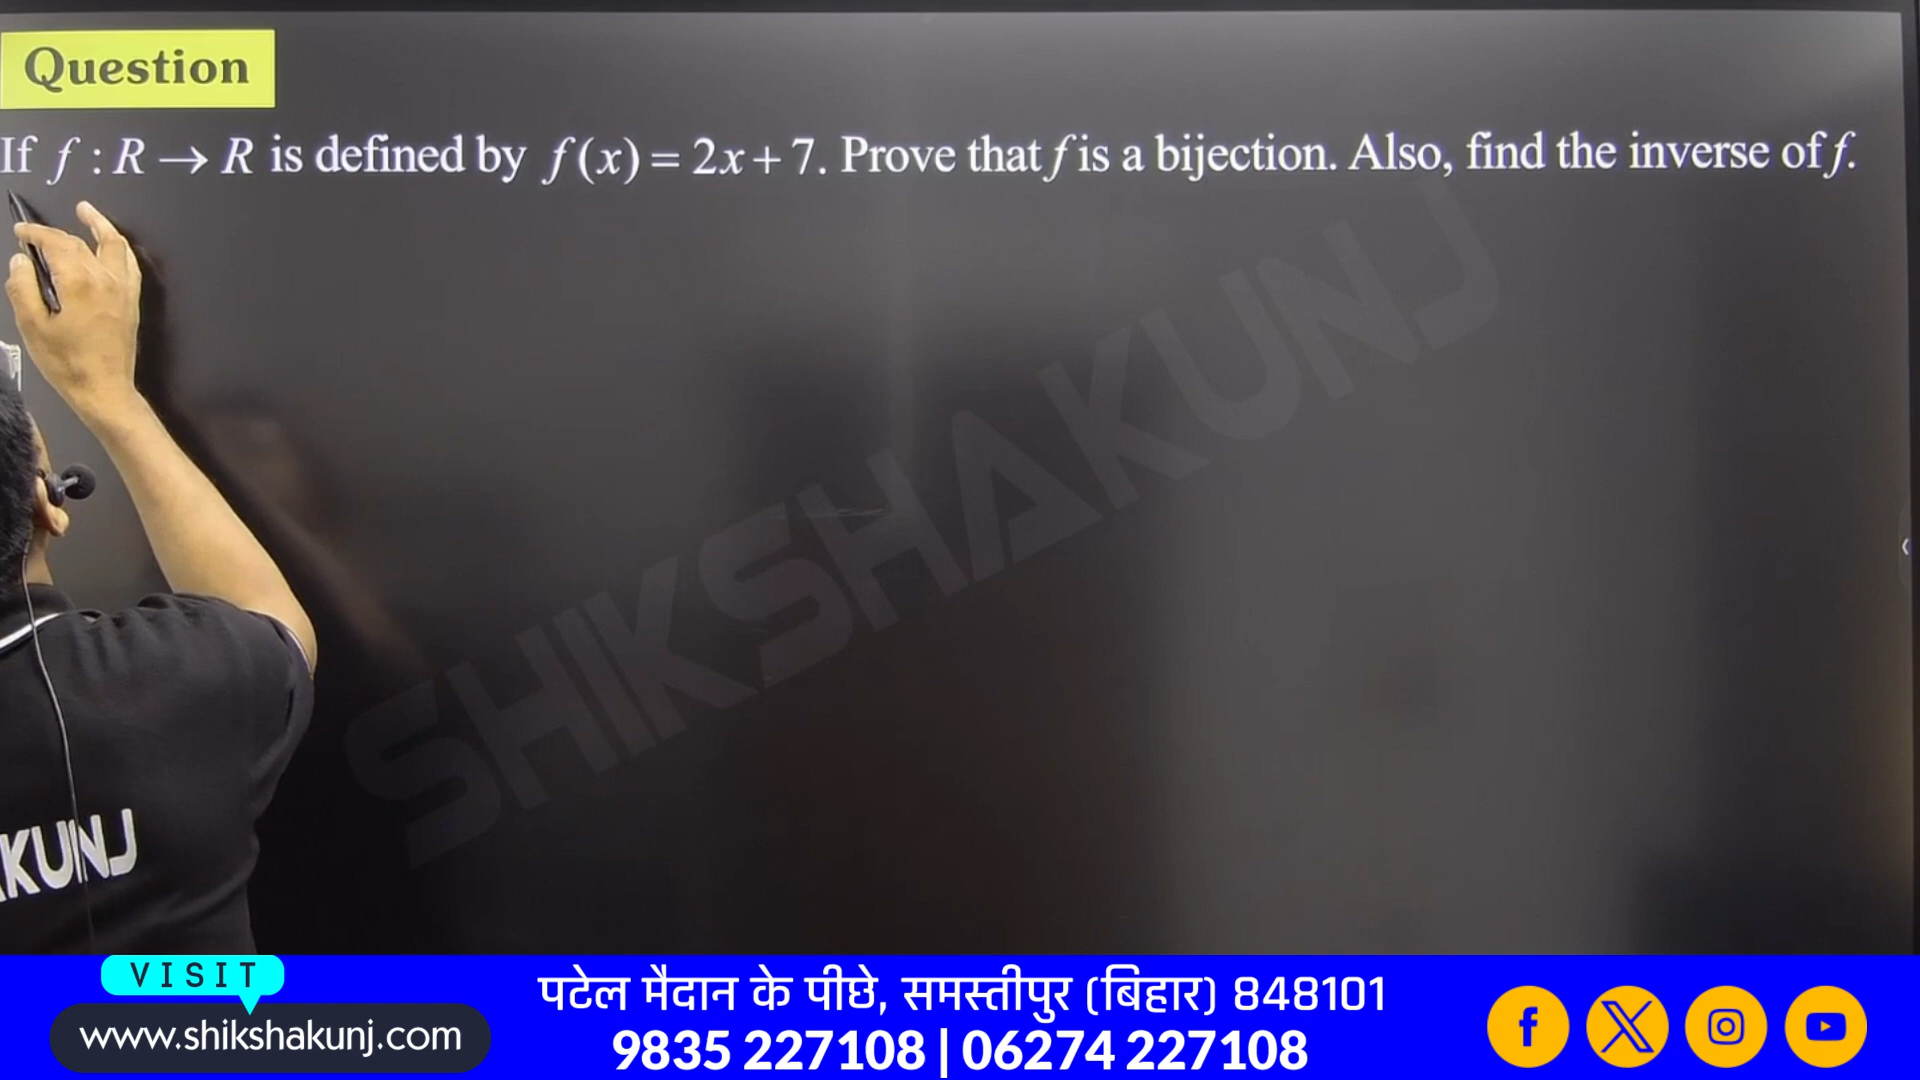 Question
If f : R → R is defined by f(x) = 2x + 7. Prove that f is a bijection. Also, find the inverse of f.
SHIKSHAKUNJ
KUNJ
VISIT
www.shikshakunj.com
पटेल मैदान के पीछे, समस्तीपुर (बिहार) 848101
9835 227108 | 06274 227108